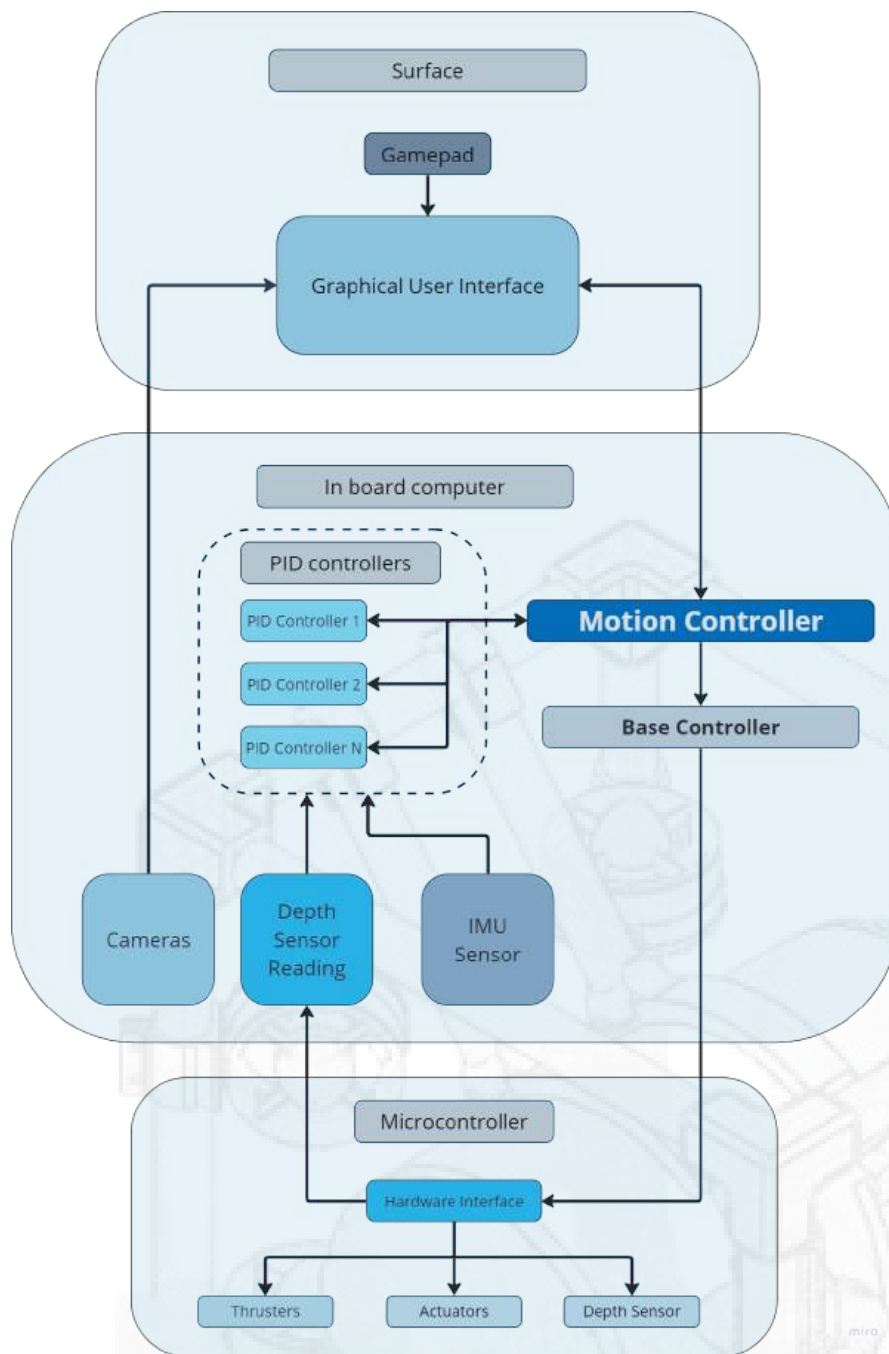 Surface
Gamepad
Graphical User Interface
In board computer
PID controllers
PID Controller 1
Motion Controller
PID Controller 2
Base Controller
PID Controller N
Cameras
Depth
Sensor
Reading
IMU
Sensor
Microcontroller
Hardware Interface
Thrusters
Actuators
Depth Sensor
miro